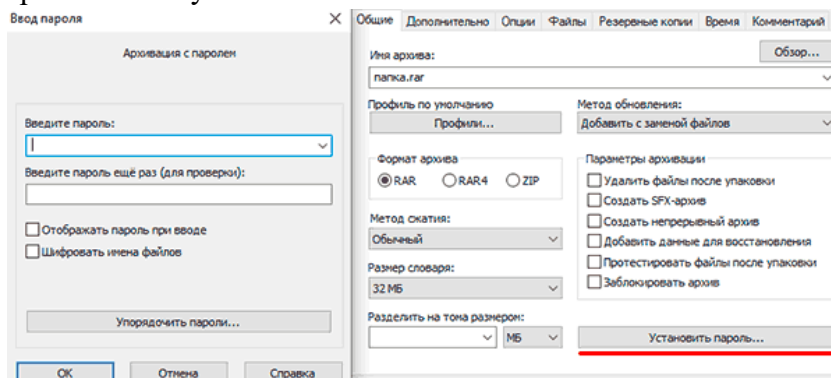 Ввод пароля
Архивация с паролем
Введите пароль:
Введите пароль ещё раз (для проверки):
Отображать пароль при вводе
Шифровать имена файлов
Упорядочить пароли...
ОК
Отмена
Справка
Общие Дополнительно Опции Файлы Резервные копии Время Комментарий
Имя архива:
Обзор...
папка.rar
Профиль по умолчанию
Профили...
Метод обновления:
Добавить с заменой файлов
Формат архива
RAR RAR4 ZIP
Метод сжатия:
Обычный
Размер словаря:
32 МБ
Разделить на тома размером:
МБ
Параметры архивации
Удалить файлы после упаковки
Создать SFX-архив
Создать непрерывный архив
Добавить данные для восстановления
Протестировать файлы после упаковки
Заблокировать архив
Установить пароль...